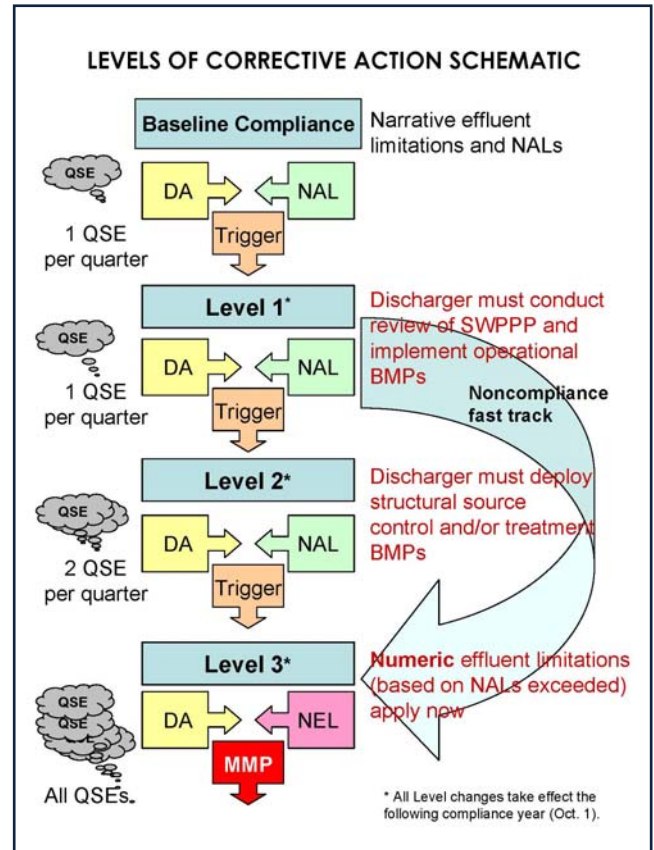 LEVELS OF CORRECTIVE ACTION SCHEMATIC
Baseline Compliance
Narrative effluent
limitations and NALs
QSE
DA
NAL
Trigger
1 QSE
per quarter
Level 1*
Discharger must conduct
review of SWPPP and
implement operational
BMPs
QSE
DA
NAL
Trigger
1 QSE
per quarter
Noncompliance
fast track
Level 2*
Discharger must deploy
structural source
control and/or treatment
BMPs
QSE
DA
NAL
Trigger
2 QSE
per quarter
Level 3*
Numeric effluent limitations
(based on NALs exceeded)
apply now
QSE
QSE
DA
NEL
MMP
All QSEs.
* All Level changes take effect the
following compliance year (Oct. 1).